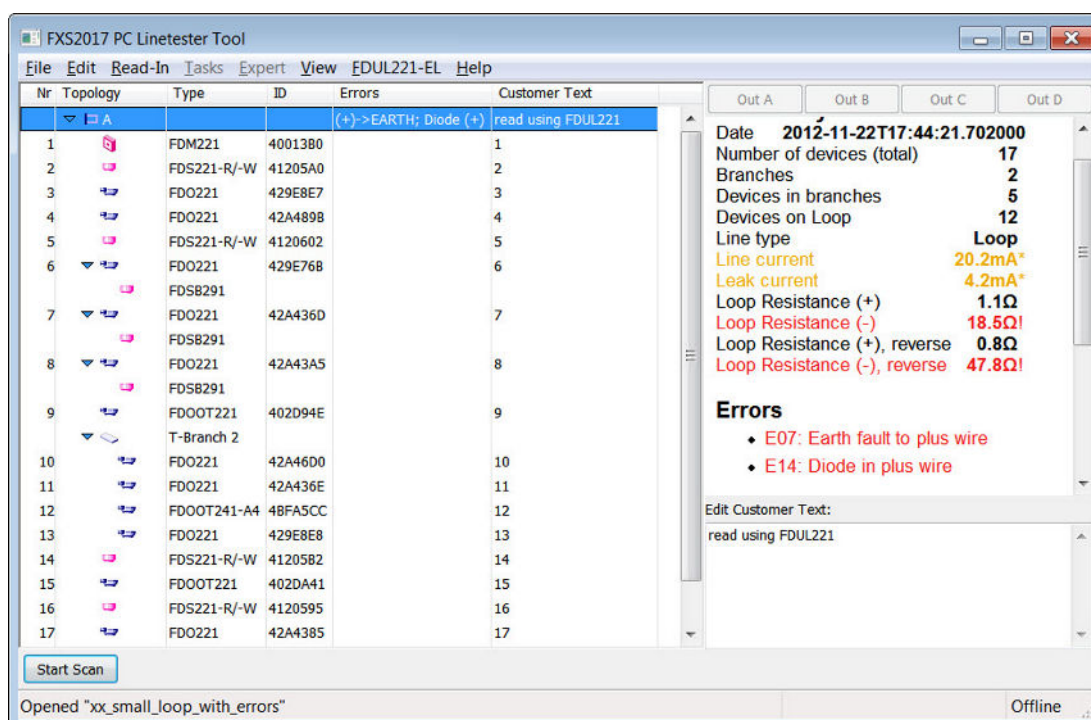 FXS2017 PC Linetester Tool
File Edit Read-In Tasks Expert View FDUL221-EL Help
Nr Topology Type ID Errors Customer Text
A (+)->EARTH; Diode (+) read using FDUL221
1 FDM221 40013B0 1
2 FDS221-R/-W 41205A0 2
3 FDO221 429E8E7 3
4 FDO221 42A489B 4
5 FDS221-R/-W 4120602 5
6 FDO221 429E76B 6
FDSB291
7 FDO221 42A436D 7
FDSB291
8 FDO221 42A43A5 8
FDSB291
9 FDOOT221 402D94E 9
T-Branch 2
10 FDO221 42A46D0 10
11 FDO221 42A436E 11
12 FDOOT241-A4 4BFA5CC 12
13 FDO221 429E8E8 13
14 FDS221-R/-W 41205B2 14
15 FDOOT221 402DA41 15
16 FDS221-R/-W 4120595 16
17 FDO221 42A4385 17
Out A Out B Out C Out D
Date 2012-11-22T17:44:21.702000
Number of devices (total) 17
Branches 2
Devices in branches 5
Devices on Loop 12
Line type Loop
Line current 20.2mA*
Leak current 4.2mA*
Loop Resistance (+) 1.1Ω
Loop Resistance (-) 18.5Ω!
Loop Resistance (+), reverse 0.8Ω
Loop Resistance (-), reverse 47.8Ω!
Errors
• E07: Earth fault to plus wire
• E14: Diode in plus wire
Edit Customer Text:
read using FDUL221
Start Scan
Opened "xx_small_loop_with_errors" Offline